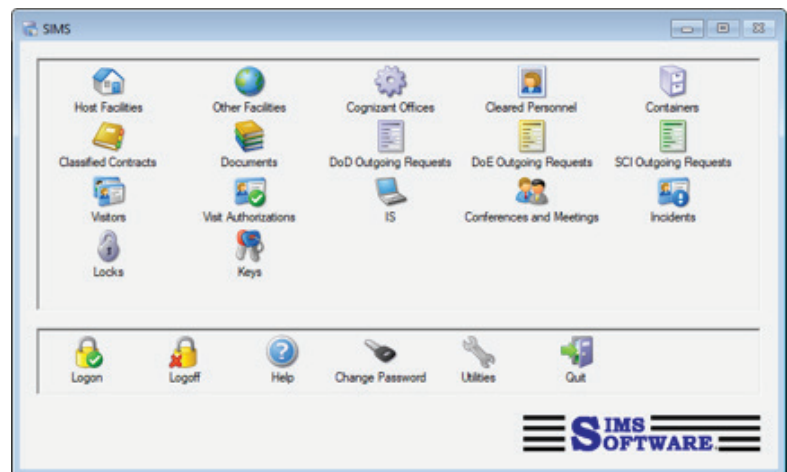 SIMS
Host Facilities Other Facilities Cognizant Offices Cleared Personnel Containers
Classified Contracts Documents DoD Outgoing Requests DoE Outgoing Requests SCI Outgoing Requests
Visitors Visit Authorizations IS Conferences and Meetings Incidents
Locks Keys
Logon Logoff Help Change Password Utilities Quit
SIMS
SOFTWARE